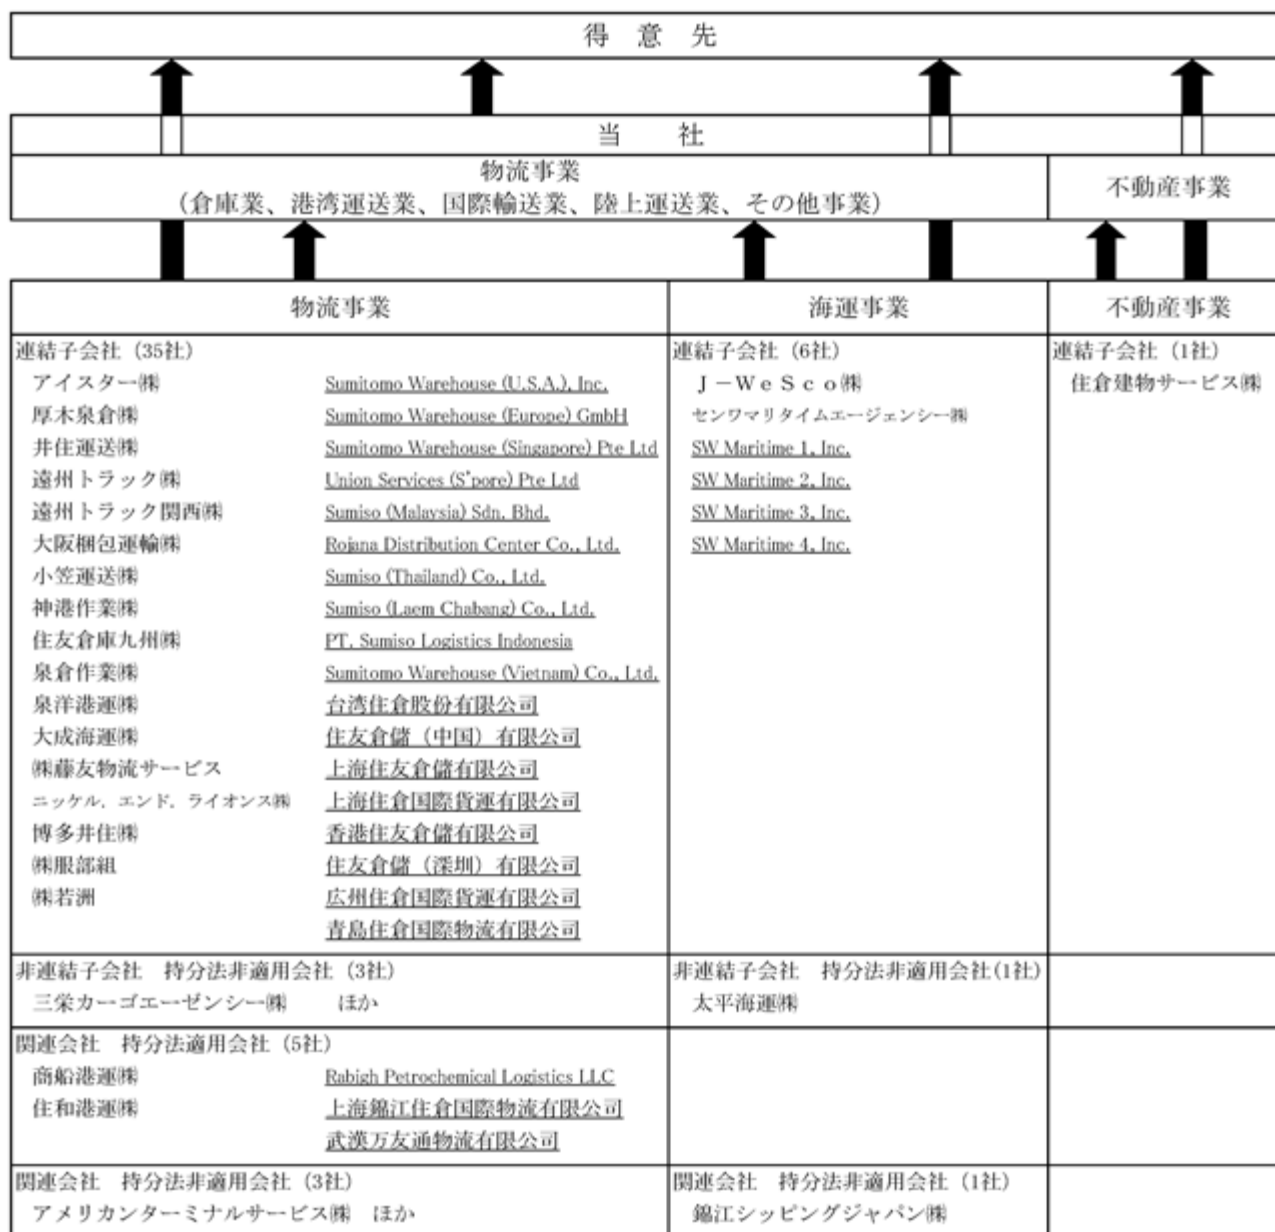 得 意 先
当 社
物流事業
(倉庫業、港湾運送業、国際輸送業、陸上運送業、その他事業)
不動産事業
物流事業
海運事業
不動産事業
連結子会社(35社)
アイスター㈱ Sumitomo Warehouse (U.S.A.), Inc.
厚木泉倉㈱ Sumitomo Warehouse (Europe) GmbH
井住運送㈱ Sumitomo Warehouse (Singapore) Pte Ltd
遠州トラック㈱ Union Services (S'pore) Pte Ltd
遠州トラック関西㈱ Sumiso (Malaysia) Sdn. Bhd.
大阪梱包運輸㈱ Rojana Distribution Center Co., Ltd.
小笠運送㈱ Sumiso (Thailand) Co., Ltd.
神港作業㈱ Sumiso (Laem Chabang) Co., Ltd.
住友倉庫九州㈱ PT. Sumiso Logistics Indonesia
泉倉作業㈱ Sumitomo Warehouse (Vietnam) Co., Ltd.
泉洋港運㈱ 台湾住倉股份有限公司
大成海運㈱ 住友倉儲(中国)有限公司
㈱藤友物流サービス 上海住友倉儲有限公司
ニッケル.エンド.ライオンス㈱ 上海住倉国際貨運有限公司
博多井住㈱ 香港住友倉儲有限公司
㈱服部組 住友倉儲(深圳)有限公司
㈱若洲 広州住倉国際貨運有限公司
青島住倉国際物流有限公司
連結子会社(6社)
J-WeSco㈱
センワマリタイムエージェンシー㈱
SW Maritime 1, Inc.
SW Maritime 2, Inc.
SW Maritime 3, Inc.
SW Maritime 4, Inc.
連結子会社(1社)
住倉建物サービス㈱
非連結子会社 持分法非適用会社(3社)
三栄カーゴエーゼンシー㈱ ほか
非連結子会社 持分法非適用会社(1社)
太平海運㈱
関連会社 持分法適用会社(5社)
商船港運㈱ Rabigh Petrochemical Logistics LLC
住和港運㈱ 上海錦江住倉国際物流有限公司
武漢万友通物流有限公司
関連会社 持分法非適用会社(3社)
アメリカンターミナルサービス㈱ ほか
関連会社 持分法非適用会社(1社)
錦江シッピングジャパン㈱